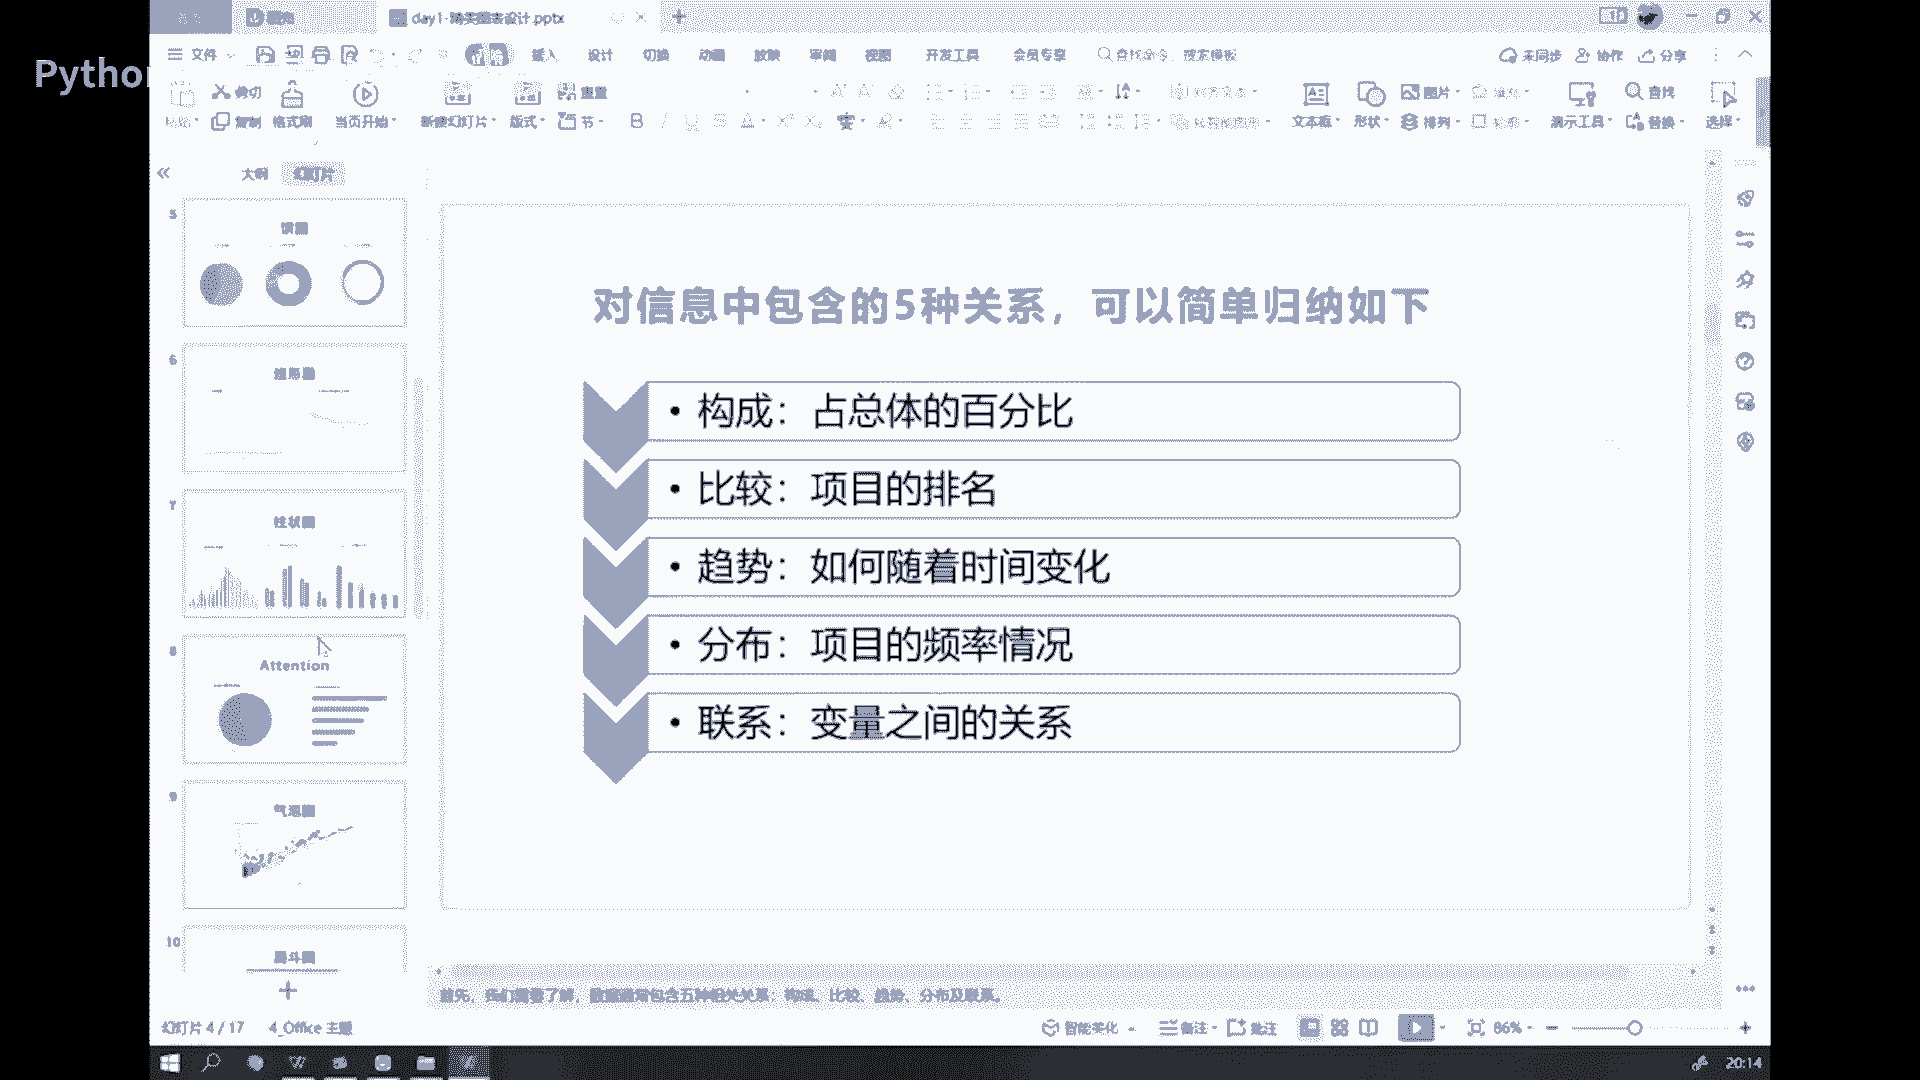 Python
day1-精美图表设计.pptx
文件
插入
设计
切换
动画
放映
审阅
视图
开发工具
会员专享
查找命令、搜索模板
未同步
协作
分享
剪切
复制
格式刷
当页开始
新建幻灯片
版式
重置
节
B
文本框
形状
图片
排列
演示工具
查找
替换
选择
大纲
幻灯片
5
饼图
6
7
柱状图
8
Attention
9
气泡图
10
漏斗图
对信息中包含的5种关系，可以简单归纳如下
• 构成：占总体的百分比
• 比较：项目的排名
• 趋势：如何随着时间变化
• 分布：项目的频率情况
• 联系：变量之间的关系
首先，我们需要了解，数据通常包含五种相关关系：构成、比较、趋势、分布及联系。
幻灯片 4 / 17
4_Office 主题
智能美化
备注
批注
86%
20:14